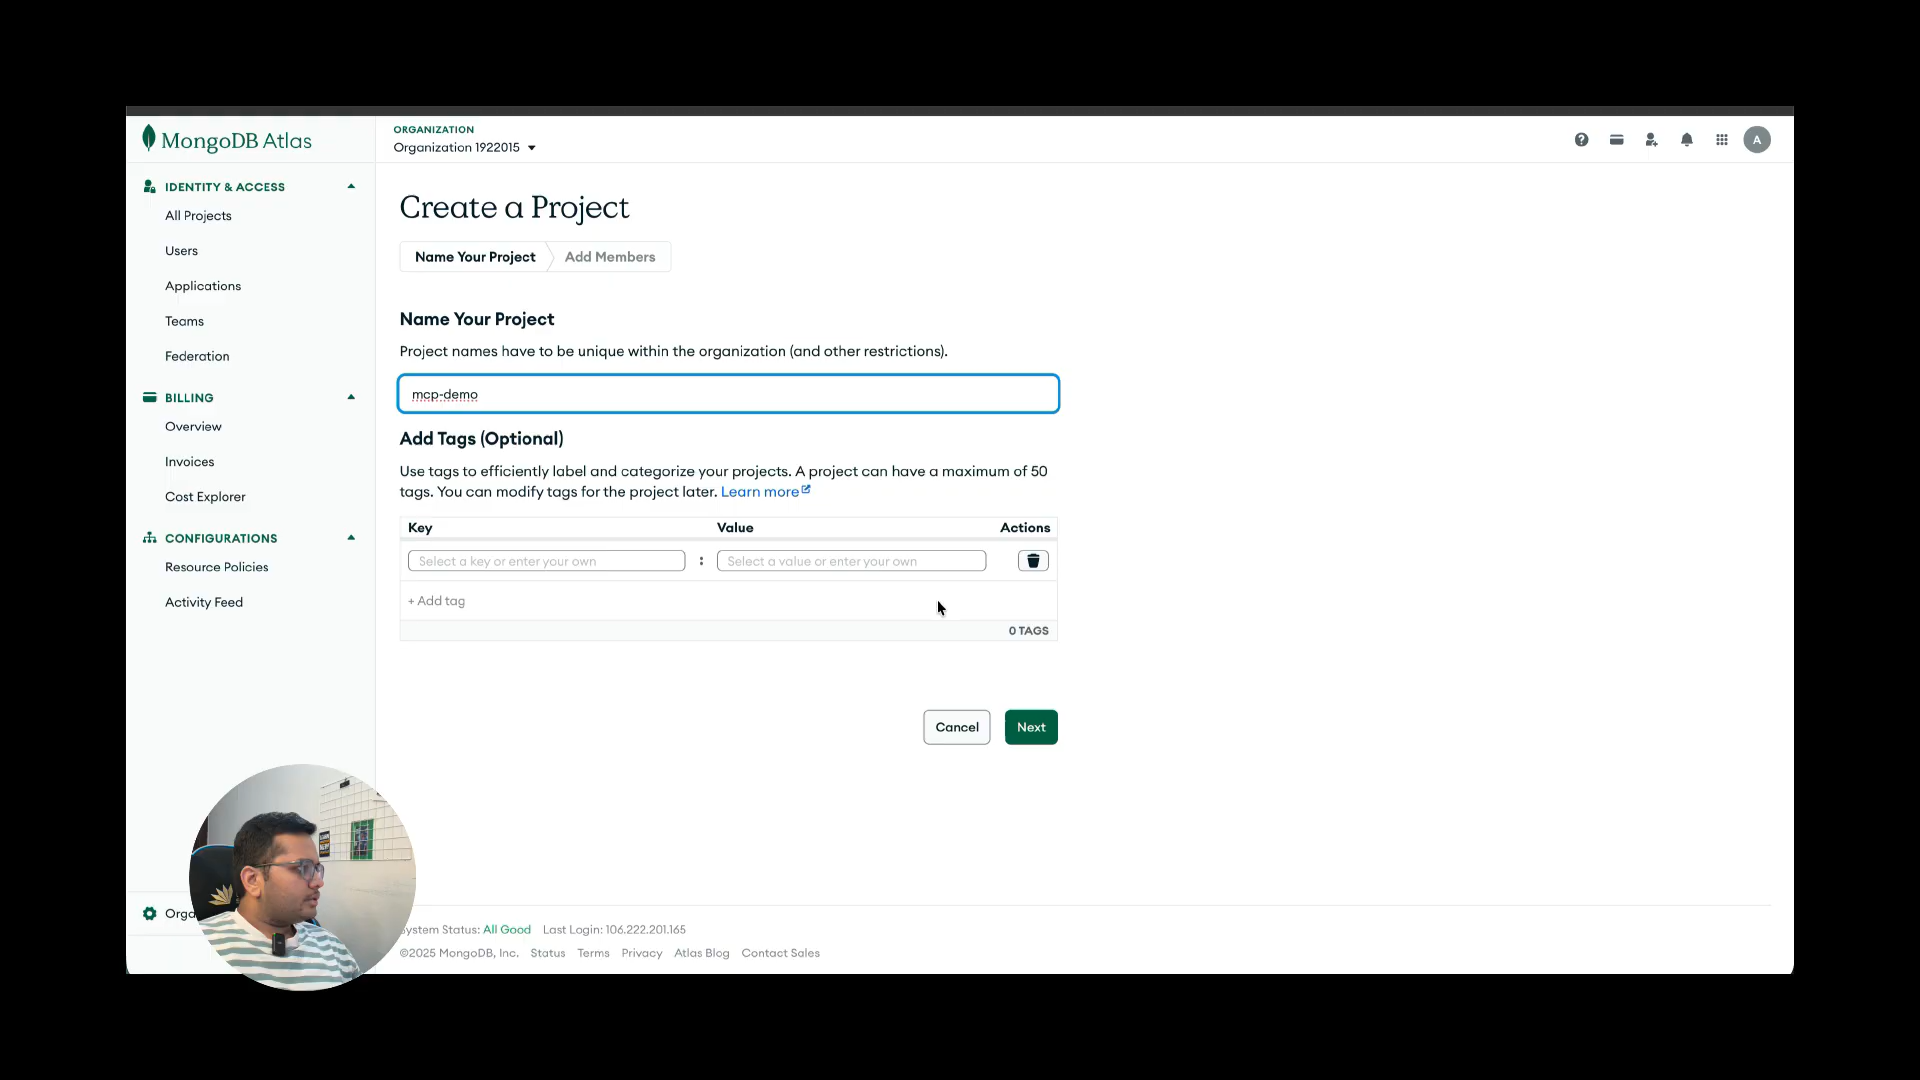 MongoDB Atlas
ORGANIZATION
Organization 1922015
IDENTITY & ACCESS
All Projects
Users
Applications
Teams
Federation
BILLING
Overview
Invoices
Cost Explorer
CONFIGURATIONS
Resource Policies
Activity Feed
Orga
A
Create a Project
Name Your Project
Add Members
Name Your Project
Project names have to be unique within the organization (and other restrictions).
mcp-demo
Add Tags (Optional)
Use tags to efficiently label and categorize your projects. A project can have a maximum of 50
tags. You can modify tags for the project later. Learn more
Key Value Actions
Select a key or enter your own : Select a value or enter your own
+ Add tag
0 TAGS
Cancel Next
ystem Status: All Good Last Login: 106.222.201.165
©2025 MongoDB, Inc. Status Terms Privacy Atlas Blog Contact Sales